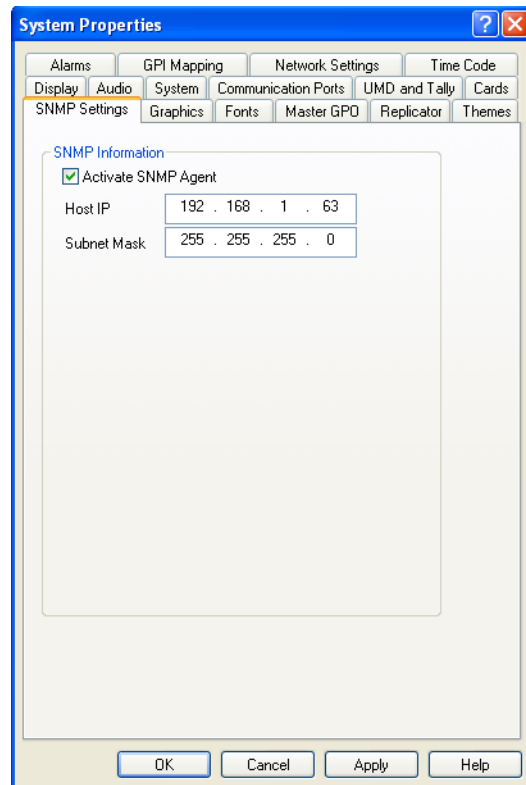 System Properties
Alarms GPI Mapping Network Settings Time Code
Display Audio System Communication Ports UMD and Tally Cards
SNMP Settings Graphics Fonts Master GPO Replicator Themes
SNMP Information
Activate SNMP Agent
Host IP 192 . 168 . 1 . 63
Subnet Mask 255 . 255 . 255 . 0
OK Cancel Apply Help